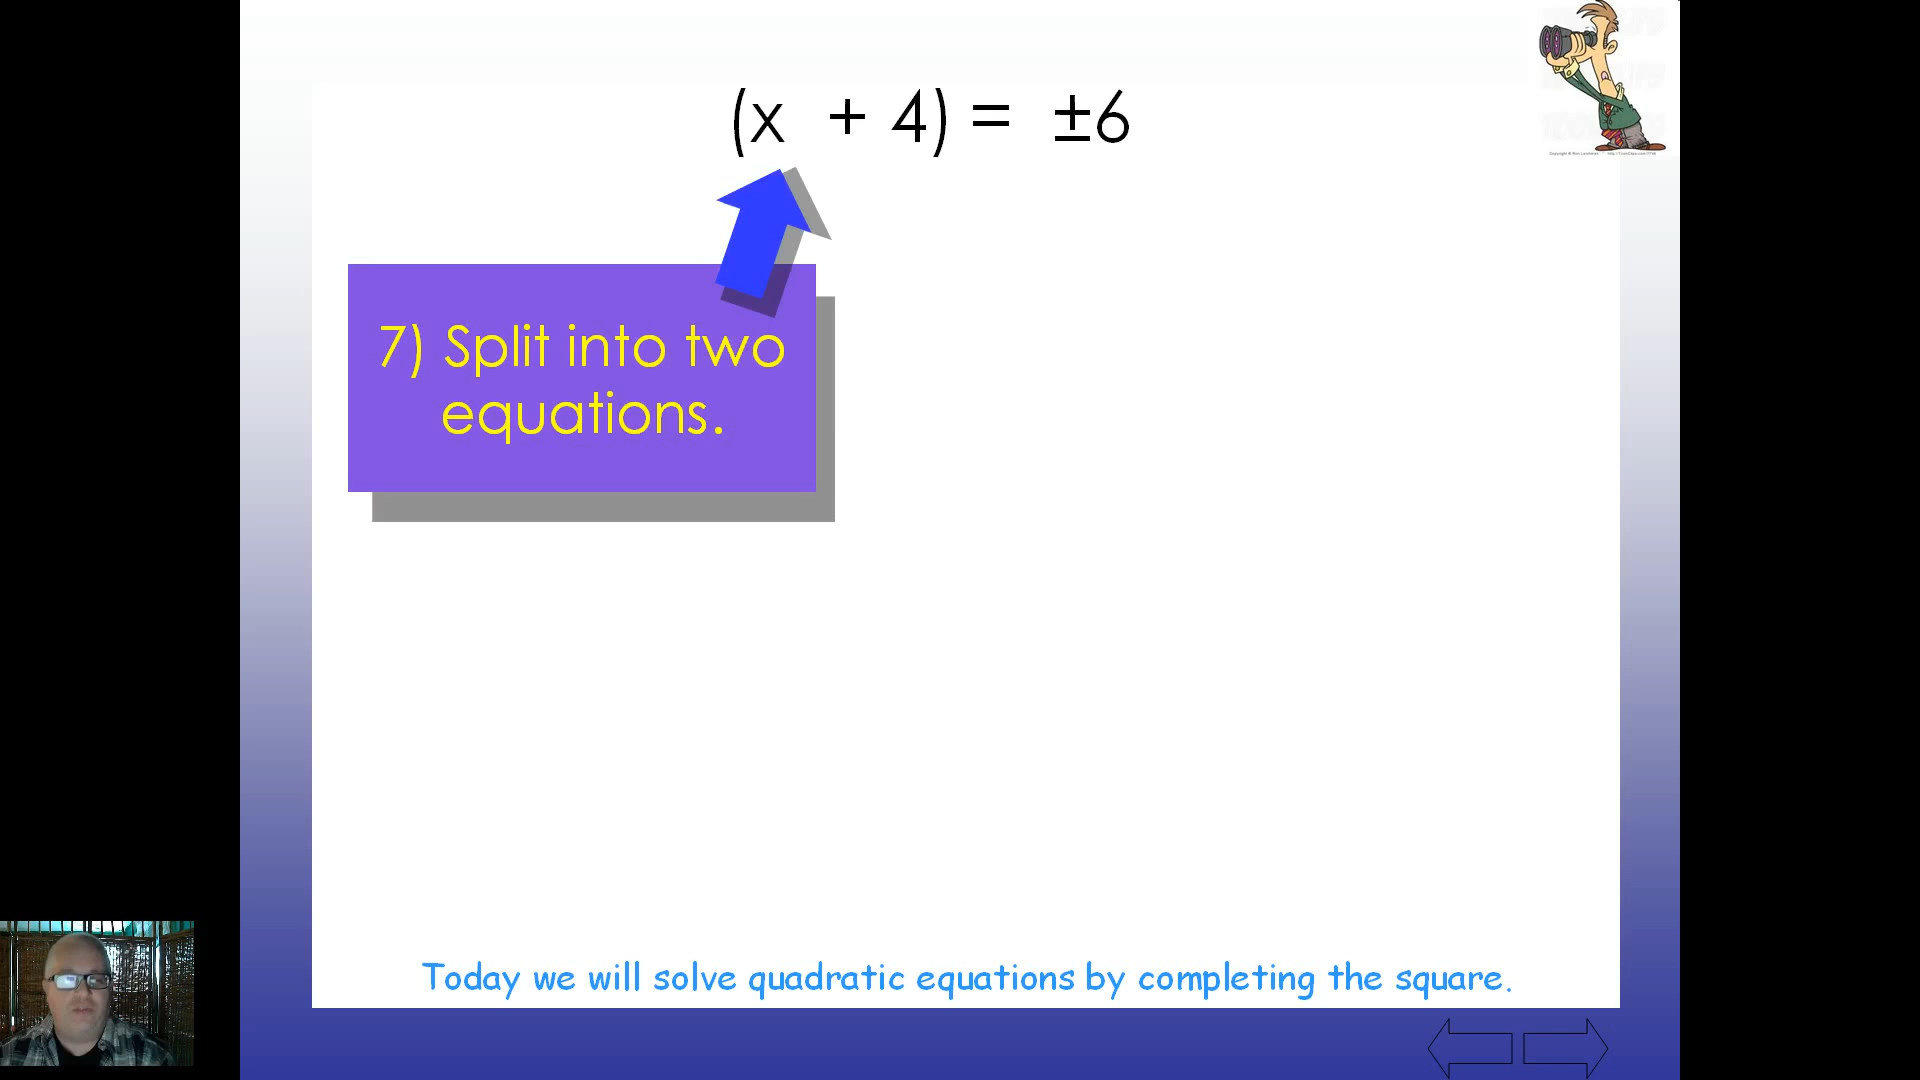 (x + 4) = ±6
7) Split into two
equations.
Today we will solve quadratic equations by completing the square.